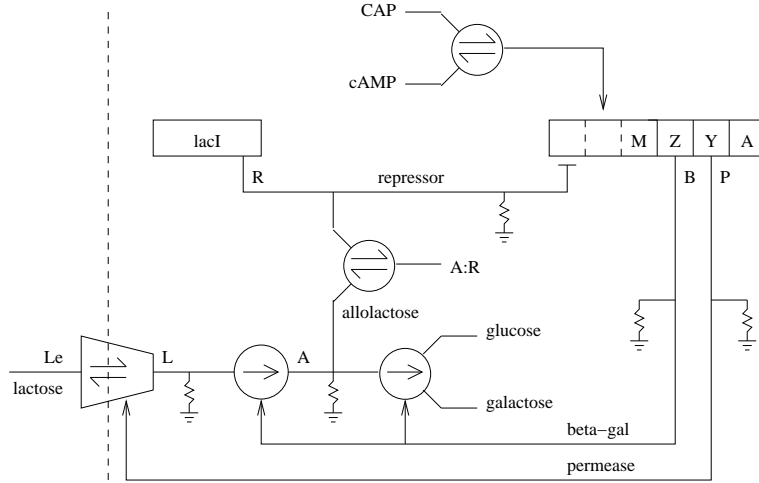 CAP
cAMP
lacI
M Z Y A
R
repressor
B P
A:R
allolactose
glucose
Le L A
lactose
galactose
beta-gal
permease